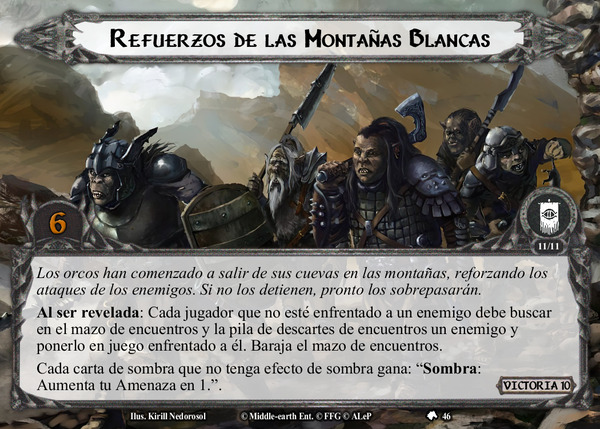 Refuerzos de las Montañas Blancas
6
11/11
Los orcos han comenzado a salir de sus cuevas en las montañas, reforzando los
ataques de los enemigos. Si no los detienen, pronto los sobrepasarán.
Al ser revelada: Cada jugador que no esté enfrentado a un enemigo debe buscar
en el mazo de encuentros y la pila de descartes de encuentros un enemigo y
ponerlo en juego enfrentado a él. Baraja el mazo de encuentros.
Cada carta de sombra que no tenga efecto de sombra gana: “Sombra:
Aumenta tu Amenaza en 1.”.
VICTORIA 10
Ilus. Kirill Nedorosol © Middle-earth Ent. © FFG © ALeP 46